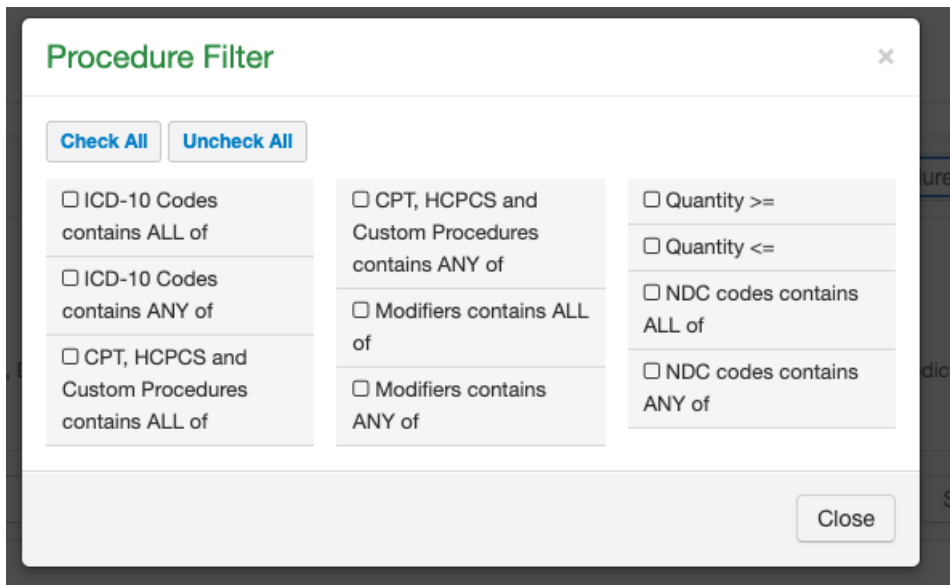 Procedure Filter
×
Check All
Uncheck All
ICD-10 Codes
contains ALL of
ICD-10 Codes
contains ANY of
CPT, HCPCS and
Custom Procedures
contains ALL of
CPT, HCPCS and
Custom Procedures
contains ANY of
Modifiers contains ALL
of
Modifiers contains
ANY of
Quantity >=
Quantity <=
NDC codes contains
ALL of
NDC codes contains
ANY of
Close